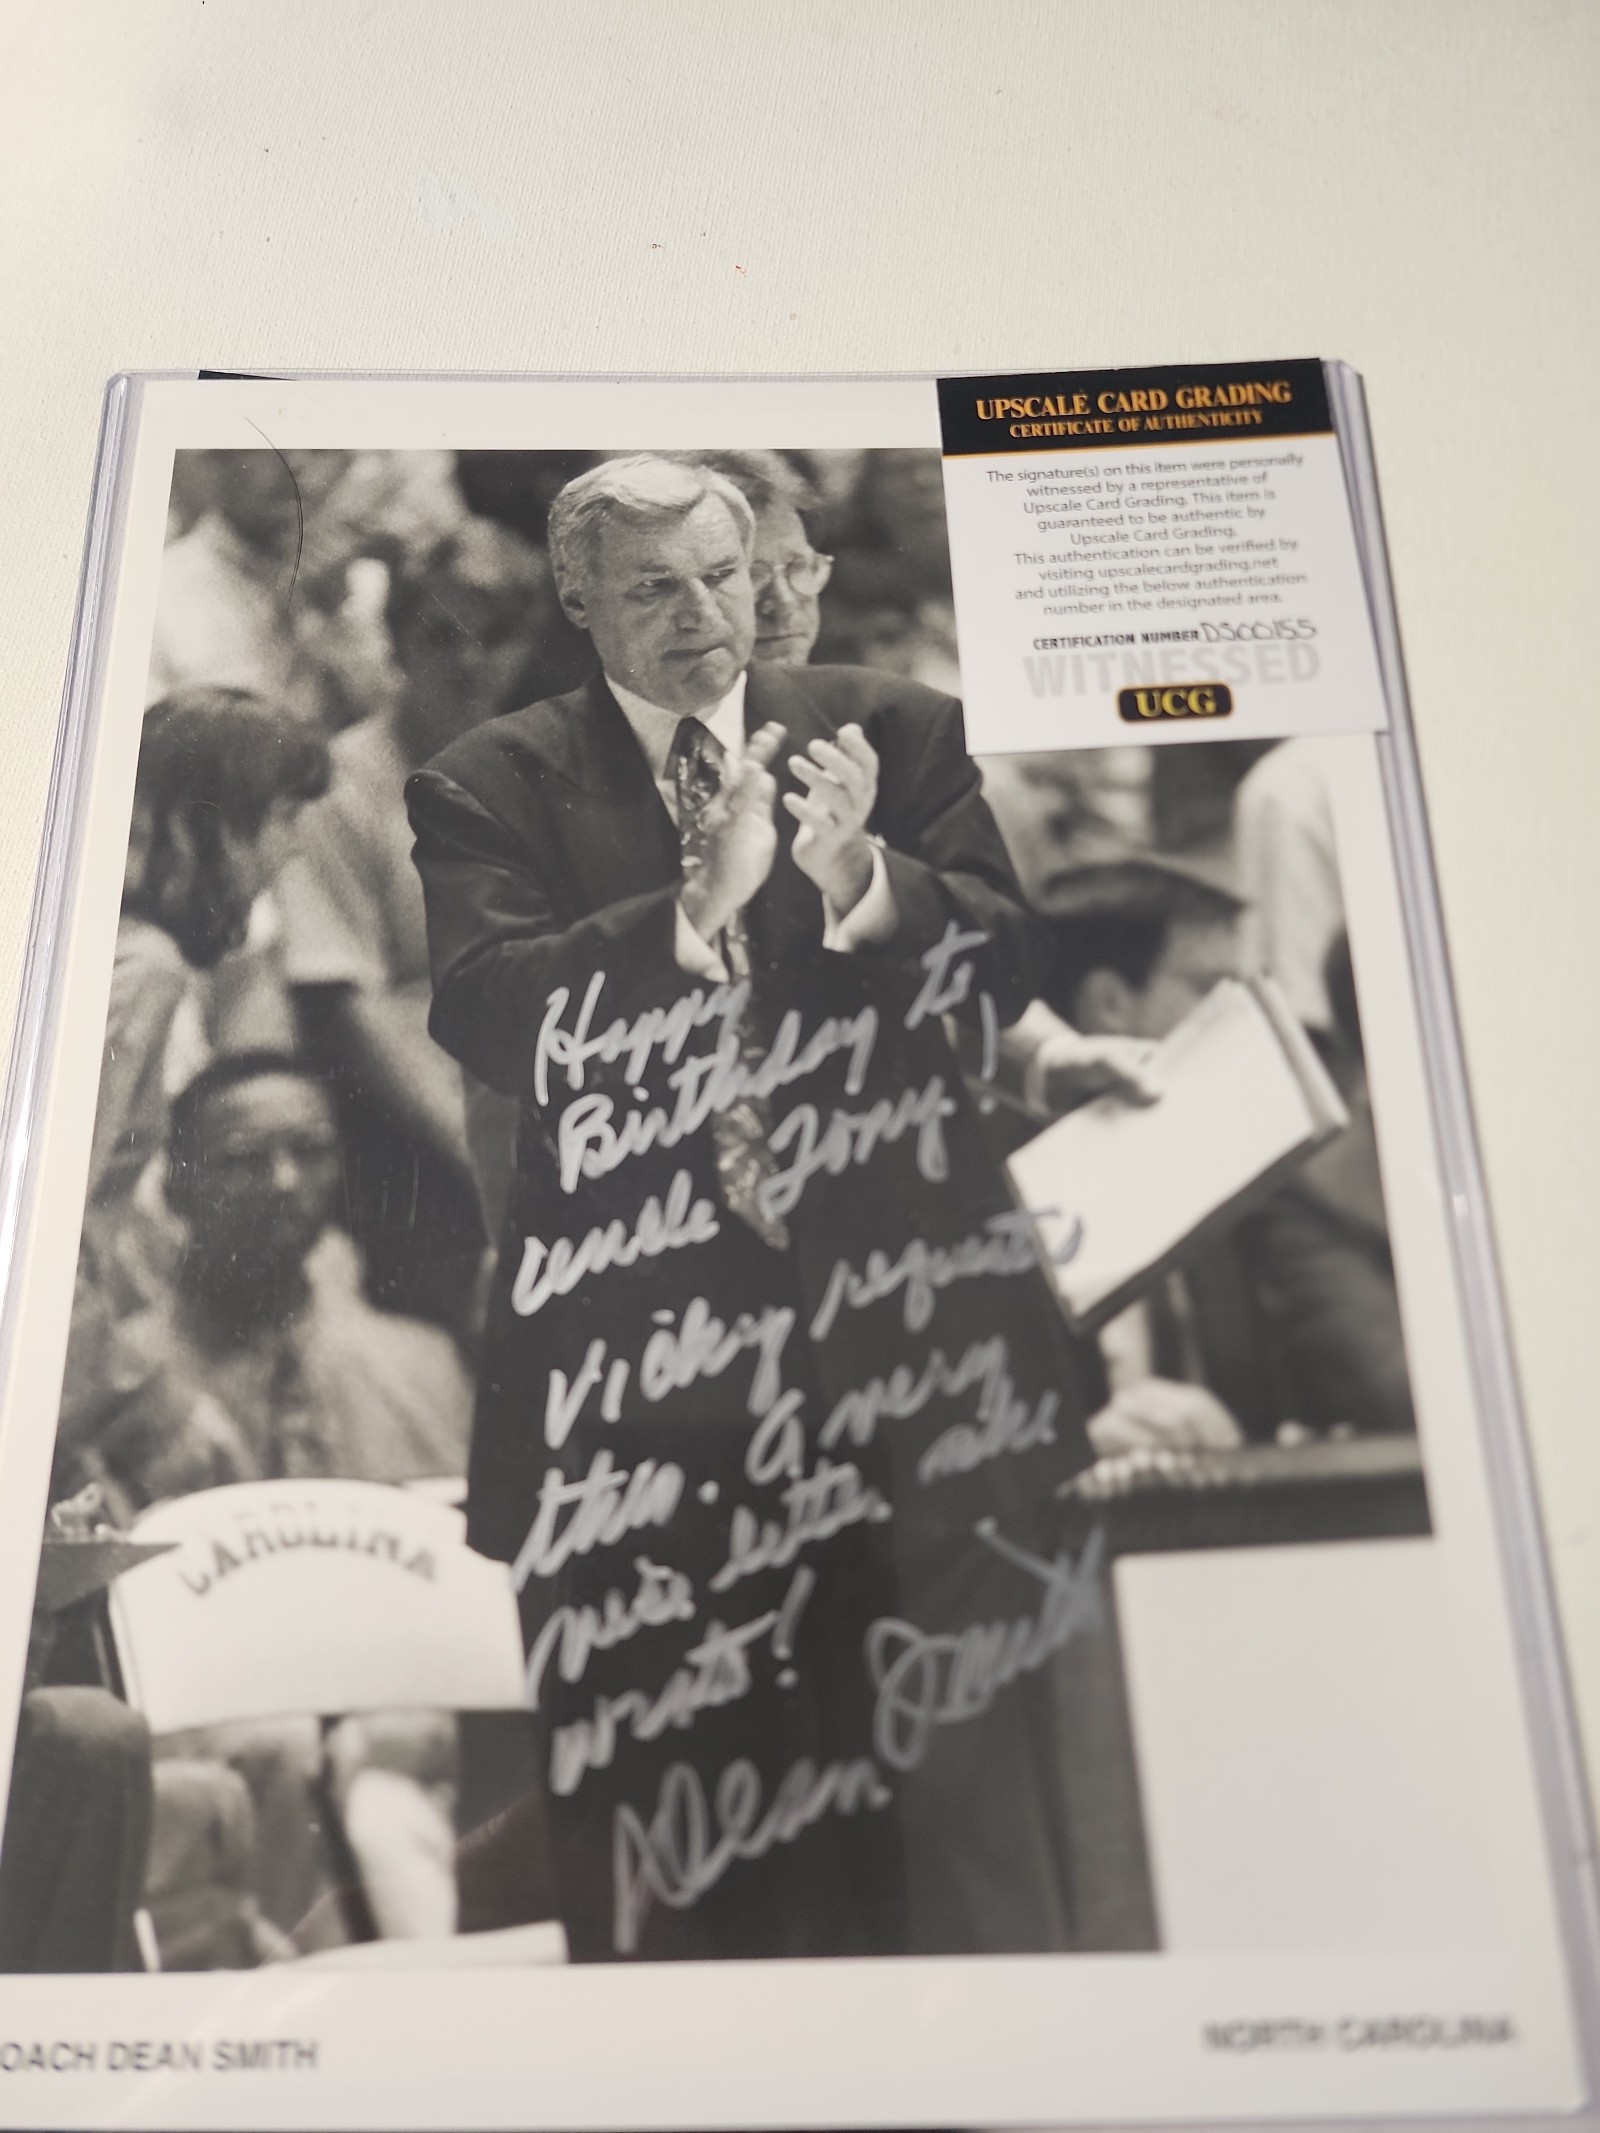 UPSCALE CARD GRADING
CERTIFICATE OF AUTHENTICITY
The signature(s) on this item were personally
witnessed by a representative of
Upscale Card Grading. This item is
guaranteed to be authentic by
Upscale Card Grading.
This authentication can be verified by
visiting upscalecardgrading.net
and utilizing the below authentication
number in the designated area.
CERTIFICATION NUMBER DS00155
WITNESSED
UCG
Happy
Birthday to
Uncle Tony!
Vicky requests
this. A very
nice letter, she
wrote!
Dean Smith
CAROLINA
OACH DEAN SMITH
NORTH CAROLINA